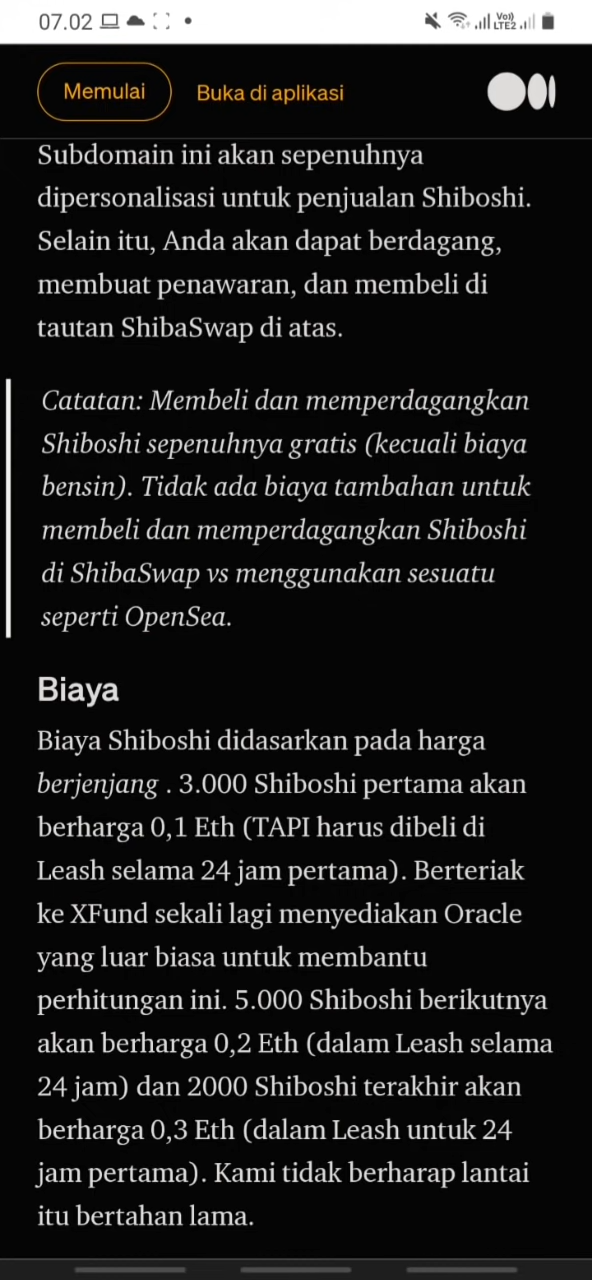 07.02
Vo))
LTE2
Memulai
Buka di aplikasi
Subdomain ini akan sepenuhnya
dipersonalisasi untuk penjualan Shiboshi.
Selain itu, Anda akan dapat berdagang,
membuat penawaran, dan membeli di
tautan ShibaSwap di atas.
Catatan: Membeli dan memperdagangkan
Shiboshi sepenuhnya gratis (kecuali biaya
bensin). Tidak ada biaya tambahan untuk
membeli dan memperdagangkan Shiboshi
di ShibaSwap vs menggunakan sesuatu
seperti OpenSea.
Biaya
Biaya Shiboshi didasarkan pada harga
berjenjang . 3.000 Shiboshi pertama akan
berharga 0,1 Eth (TAPI harus dibeli di
Leash selama 24 jam pertama). Berteriak
ke XFund sekali lagi menyediakan Oracle
yang luar biasa untuk membantu
perhitungan ini. 5.000 Shiboshi berikutnya
akan berharga 0,2 Eth (dalam Leash selama
24 jam) dan 2000 Shiboshi terakhir akan
berharga 0,3 Eth (dalam Leash untuk 24
jam pertama). Kami tidak berharap lantai
itu bertahan lama.